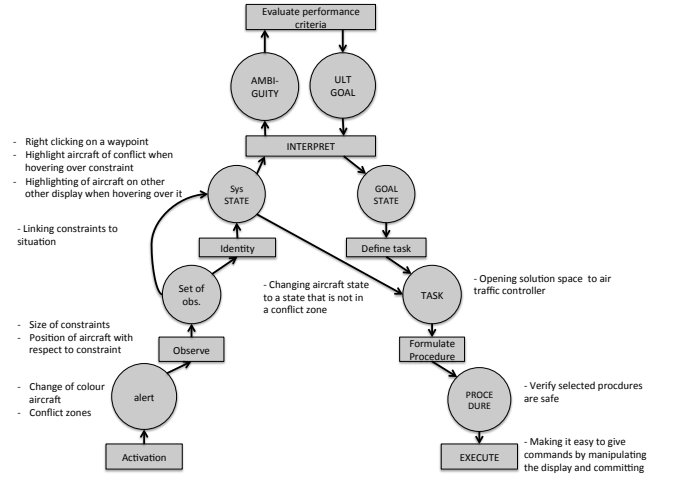 Evaluate performance
criteria
AMBI-
GUITY
ULT
GOAL
- Right clicking on a waypoint
- Highlight aircraft of conflict when
hovering over constraint
- Highlighting of aircraft on other
other display when hovering over it
INTERPRET
Sys
STATE
GOAL
STATE
- Linking constraints to
situation
Identity
Define task
- Changing aircraft state
to a state that is not in
a conflict zone
Set of
obs.
TASK
- Opening solution space to air
traffic controller
- Size of constraints
- Position of aircraft with
respect to constraint
Observe
Formulate
Procedure
- Change of colour
aircraft
- Conflict zones
alert
PROCE
DURE
- Verify selected procdures
are safe
Activation
EXECUTE
- Making it easy to give
commands by manipulating
the display and committing